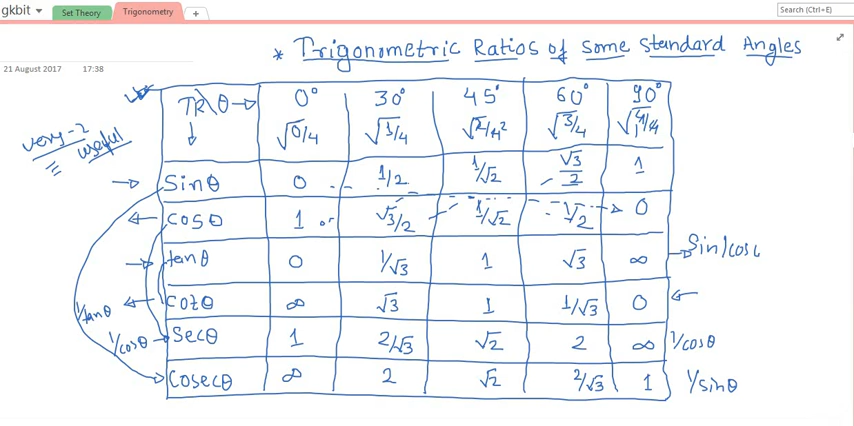 gkbit
Set Theory
Trigonometry
Search (Ctrl+E)
* Trigonometric Ratios of some standard Angles
21 August 2017 17:38
TR\θ → 0° 30° 45° 60° 90°
√0/4 √1/4 √2/4 √3/4 √4/4
very-2 useful
Sinθ 0 1/2 1/√2 √3/2 1
cosθ 1 √3/2 1/√2 1/2 0
tanθ 0 1/√3 1 √3 ∞ → Sin/cos
cotθ ∞ √3 1 1/√3 0
1/tanθ
1/cosθ Secθ 1 2/√3 √2 2 ∞ 1/cosθ
Cosecθ ∞ 2 √2 2/√3 1 1/sinθ